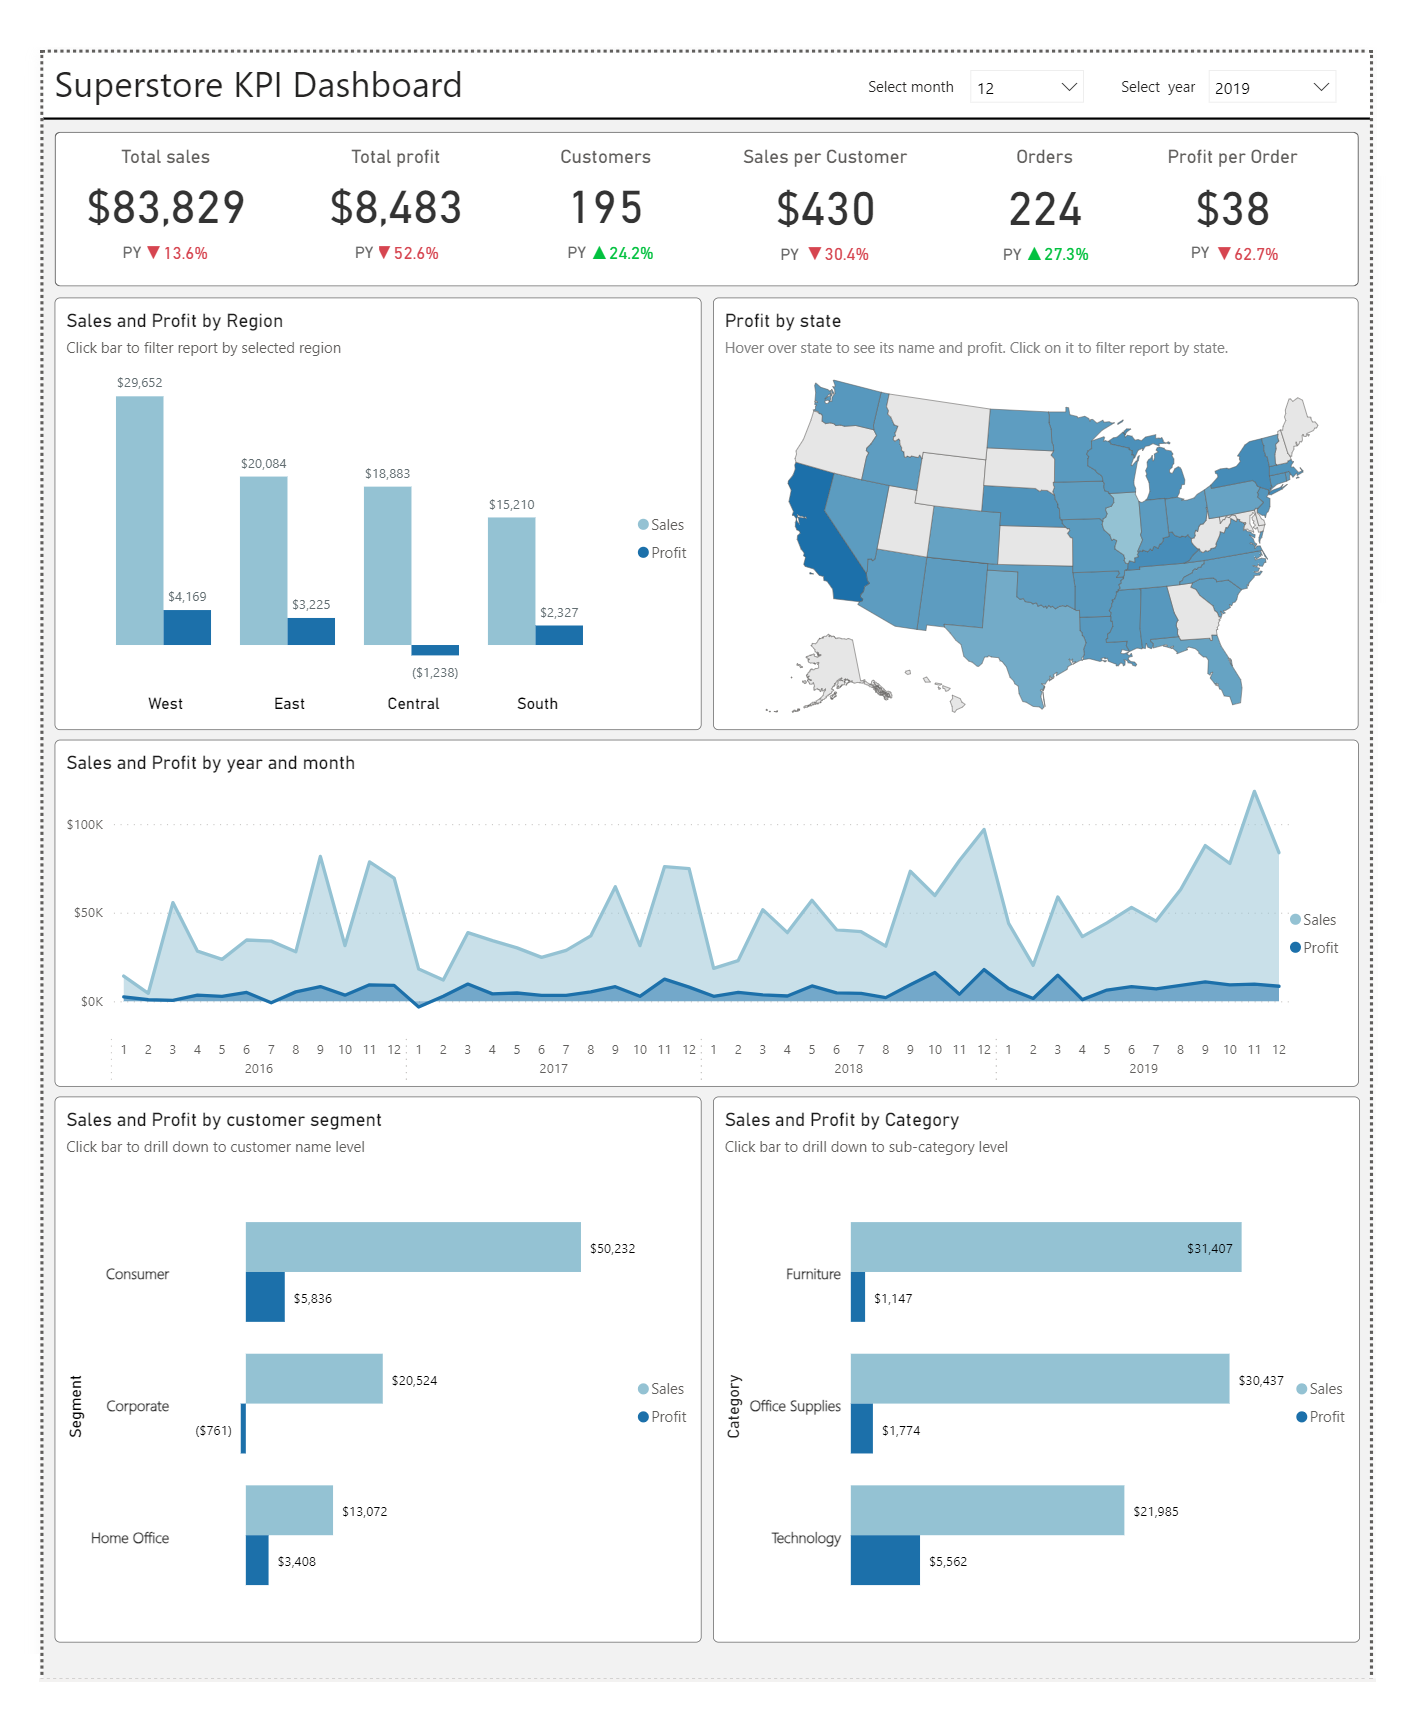 Superstore KPI Dashboard
Select month 12 Select year 2019
Total sales Total profit Customers Sales per Customer Orders Profit per Order
$83,829 $8,483 195 $430 224 $38
PY ▼13.6% PY ▼52.6% PY ▲24.2% PY ▼30.4% PY ▲27.3% PY ▼62.7%
Sales and Profit by Region
Click bar to filter report by selected region
$29,652
$20,084
$18,883
$15,210
$4,169
$3,225
($1,238)
$2,327
Sales
Profit
West East Central South
Profit by state
Hover over state to see its name and profit. Click on it to filter report by state.
Sales and Profit by year and month
$100K
$50K
$0K
Sales
Profit
1 2 3 4 5 6 7 8 9 10 11 12 1 2 3 4 5 6 7 8 9 10 11 12 1 2 3 4 5 6 7 8 9 10 11 12 1 2 3 4 5 6 7 8 9 10 11 12
2016 2017 2018 2019
Sales and Profit by customer segment
Click bar to drill down to customer name level
Segment
Consumer
$50,232
$5,836
Corporate
$20,524
($761)
Home Office
$13,072
$3,408
Sales
Profit
Sales and Profit by Category
Click bar to drill down to sub-category level
Category
Furniture
$31,407
$1,147
Office Supplies
$30,437
$1,774
Technology
$21,985
$5,562
Sales
Profit